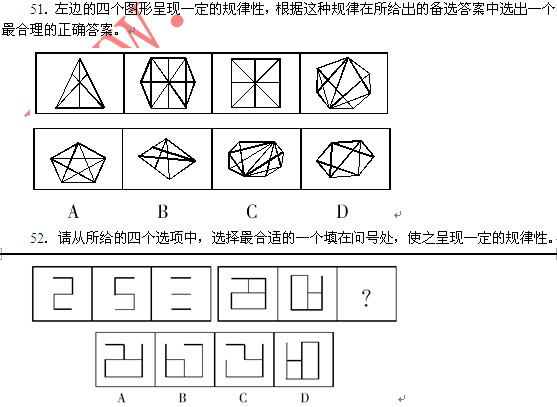 51. 左边的四个图形呈现一定的规律性，根据这种规律在所给出的备选答案中选出一个
最合理的正确答案。
A B C D
52. 请从所给的四个选项中，选择最合适的一个填在问号处，使之呈现一定的规律性。
?
A B C D